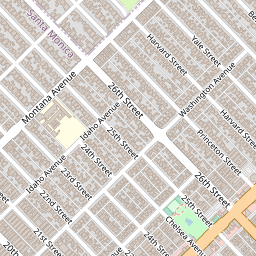 Santa Monica
Yale Street
Harvard Street
Montana Avenue
26th Street
Washington Avenue
Idaho Avenue
25th Street
Harvard Street
Princeton Street
Idaho Avenue
24th Street
23rd Street
26th Street
22nd Street
25th Street
21st Street
Chelsea Avenue
24th Street
20th